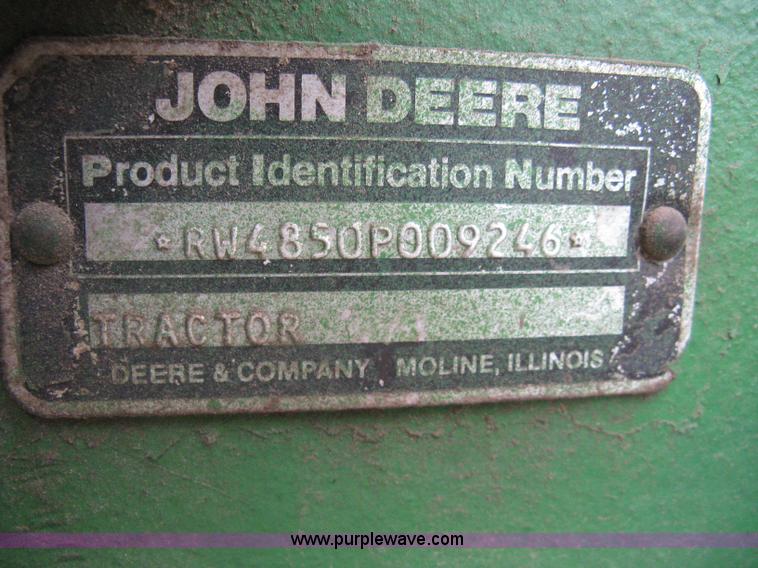 JOHN DEERE
Product Identification Number
*RW4850P009246*
TRACTOR
DEERE & COMPANY MOLINE, ILLINOIS
www.purplewave.com